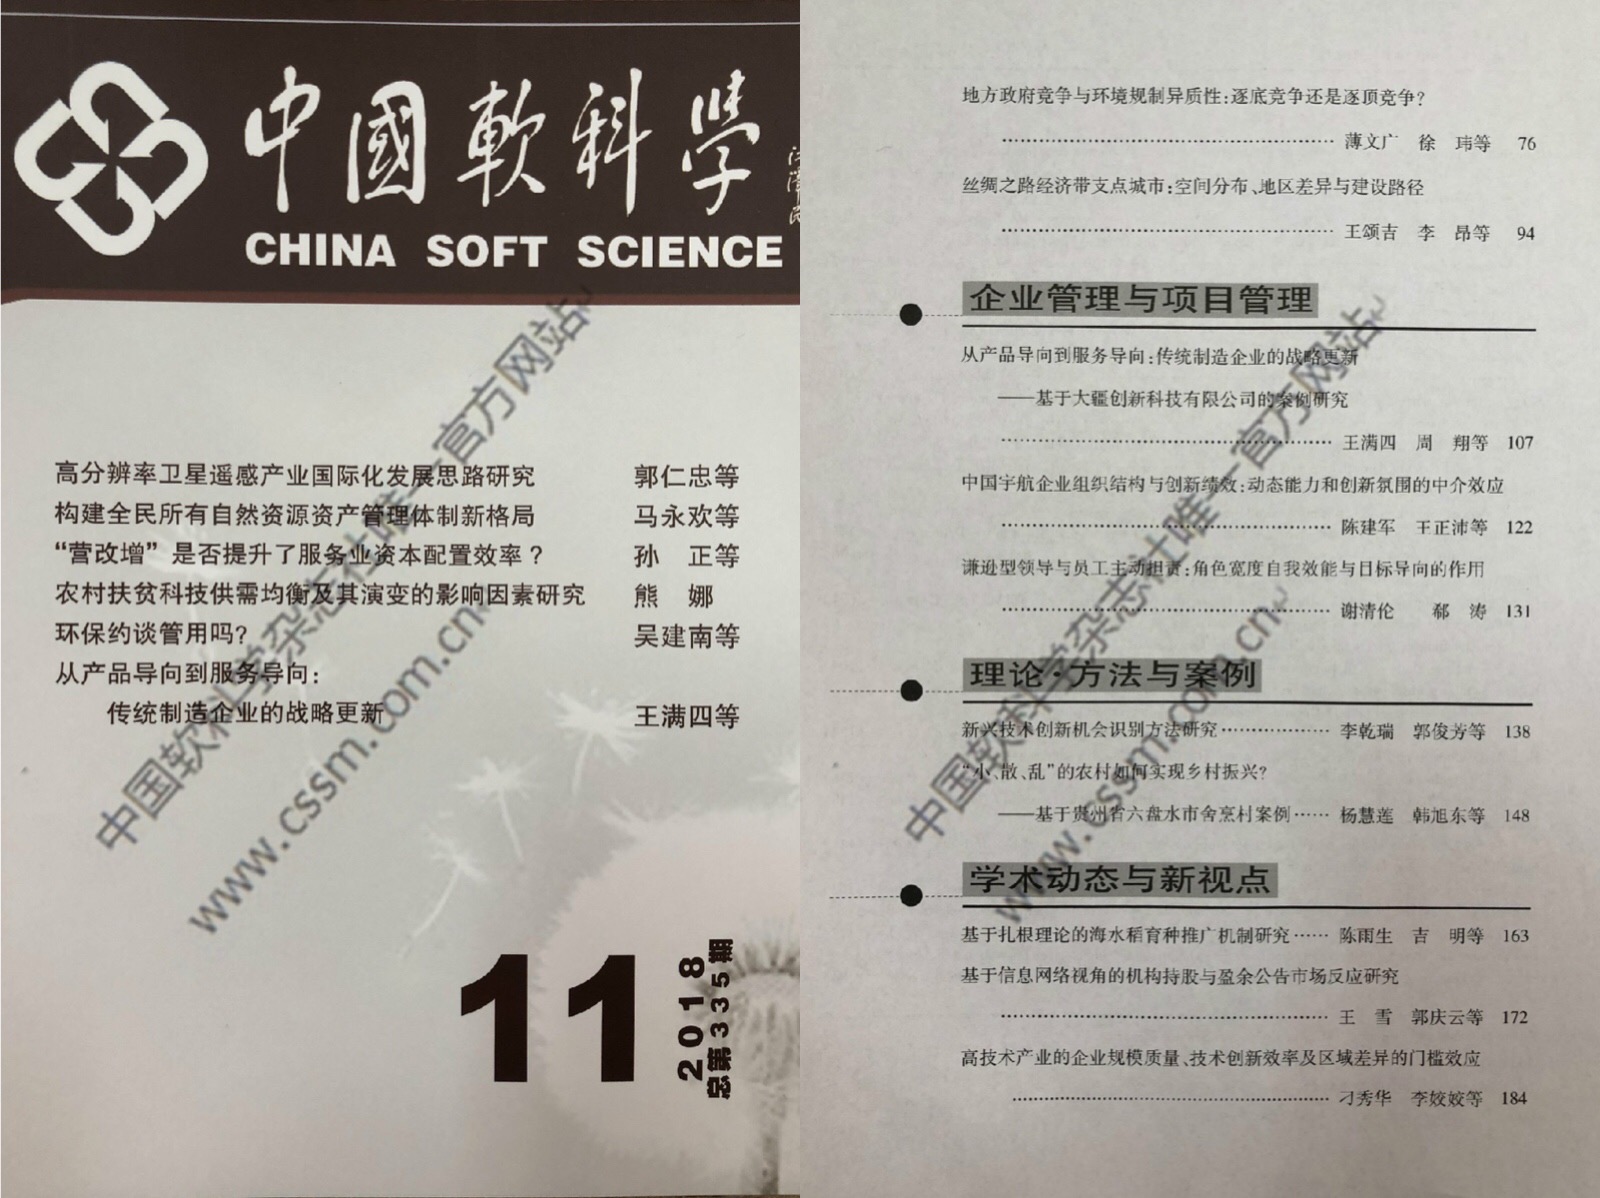 中國軟科學
江澤民
CHINA SOFT SCIENCE
高分辨率卫星遥感产业国际化发展思路研究 郭仁忠等
构建全民所有自然资源资产管理体制新格局 马永欢等
“营改增”是否提升了服务业资本配置效率? 孙 正等
农村扶贫科技供需均衡及其演变的影响因素研究 熊 娜
环保约谈管用吗? 吴建南等
从产品导向到服务导向:
传统制造企业的战略更新 王满四等
11
2018
总第335期
中国软科学杂志社唯一官方网站
www.cssm.com.cn
地方政府竞争与环境规制异质性:逐底竞争还是逐顶竞争?
薄文广 徐 玮等 76
丝绸之路经济带支点城市:空间分布、地区差异与建设路径
王颂吉 李 昂等 94
企业管理与项目管理
从产品导向到服务导向:传统制造企业的战略更新
——基于大疆创新科技有限公司的案例研究
王满四 周 翔等 107
中国宇航企业组织结构与创新绩效:动态能力和创新氛围的中介效应
陈建军 王正沛等 122
谦逊型领导与员工主动担责:角色宽度自我效能与目标导向的作用
谢清伦 郗 涛 131
理论·方法与案例
新兴技术创新机会识别方法研究 李乾瑞 郭俊芳等 138
“小、散、乱”的农村如何实现乡村振兴?
——基于贵州省六盘水市舍烹村案例 杨慧莲 韩旭东等 148
学术动态与新视点
基于扎根理论的海水稻育种推广机制研究 陈雨生 吉 明等 163
基于信息网络视角的机构持股与盈余公告市场反应研究
王 雪 郭庆云等 172
高技术产业的企业规模质量、技术创新效率及区域差异的门槛效应
刁秀华 李姣姣等 184
中国软科学杂志社唯一官方网站
www.cssm.com.cn